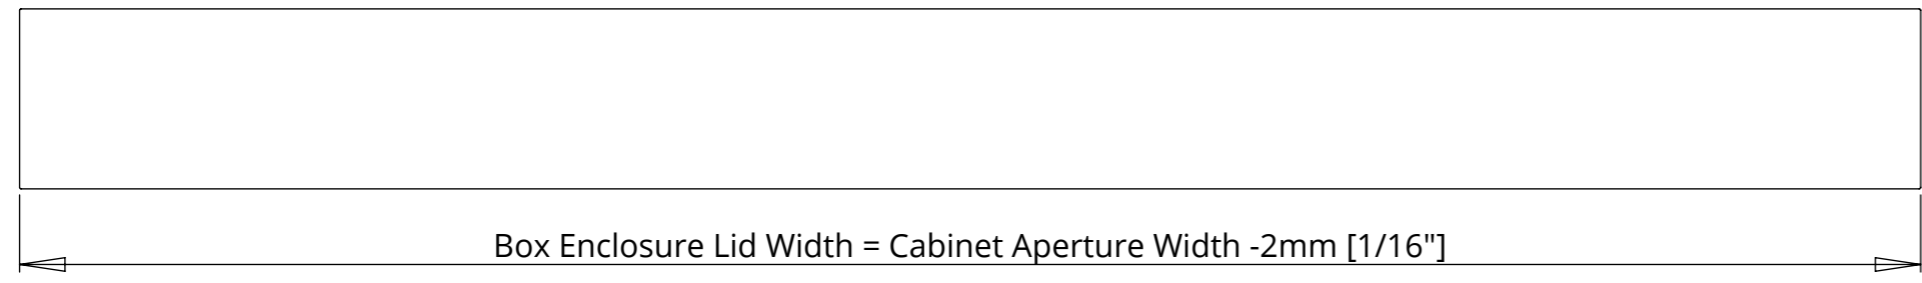 Box Enclosure Lid Width = Cabinet Aperture Width -2mm [1/16"]